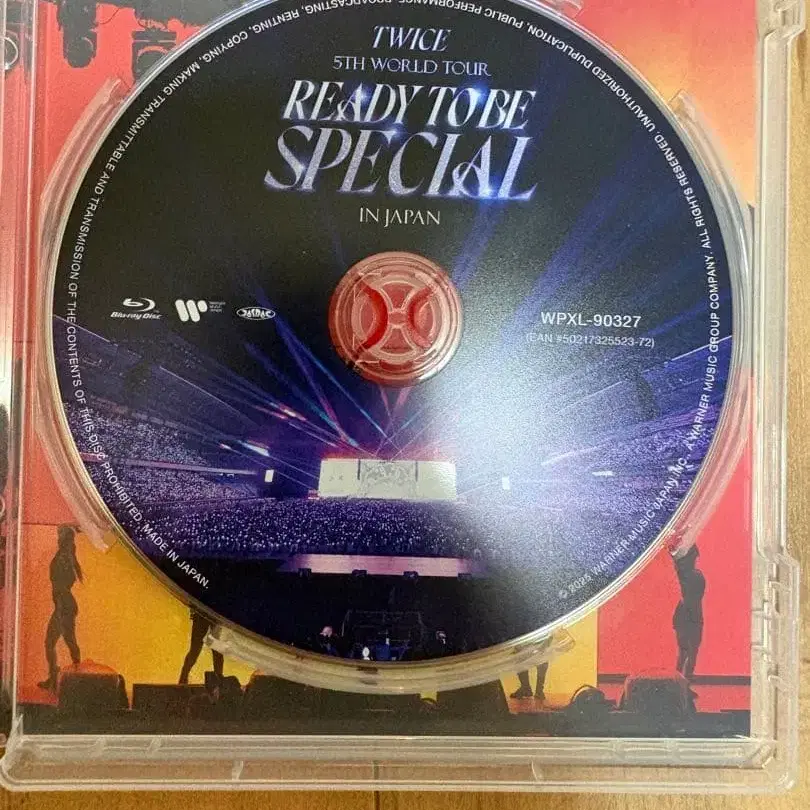 TWICE
5TH WORLD TOUR
READY TO BE
SPECIAL
IN JAPAN
Blu-ray Disc
JASRAC
WPXL-90327
(EAN #50217325523-72)
UNAUTHORIZED DUPLICATION, PUBLIC PERFORMANCE, BROADCASTING, RENTING, COPYING, MAKING TRANSMITTABLE AND TRANSMISSION OF THE CONTENTS OF THIS DISC PROHIBITED. MADE IN JAPAN.
© 2025 WARNER MUSIC JAPAN INC., A WARNER MUSIC GROUP COMPANY. ALL RIGHTS RESERVED.